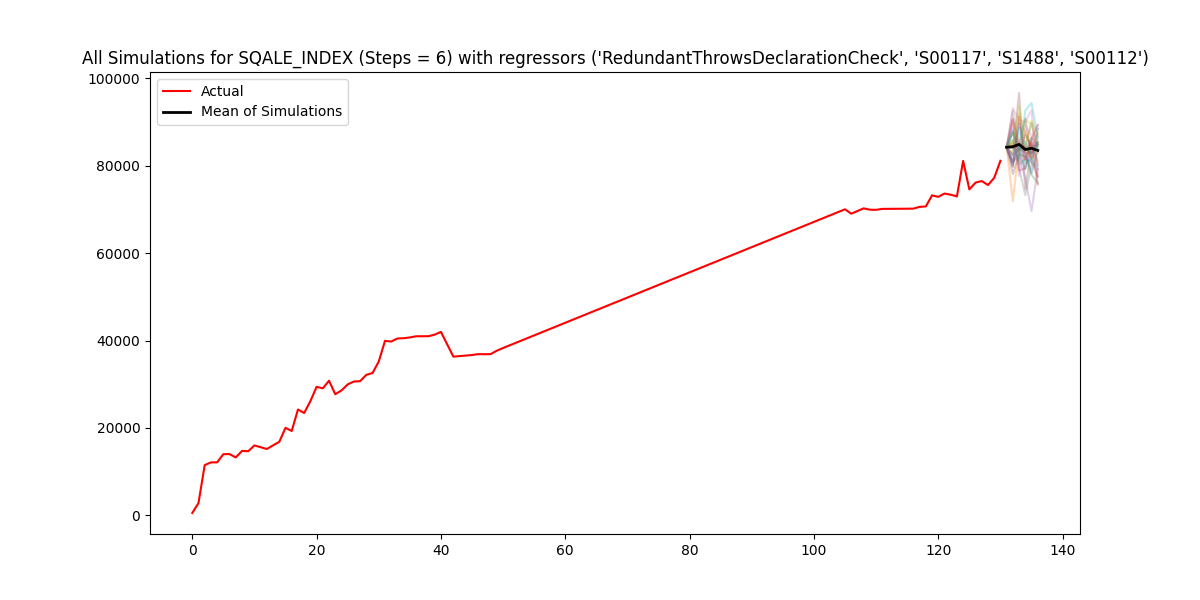 All Simulations for SQALE_INDEX (Steps = 6) with regressors ('RedundantThrowsDeclarationCheck', 'S00117', 'S1488', 'S00112')
Actual
Mean of Simulations
100000
80000
60000
40000
20000
0
0 20 40 60 80 100 120 140